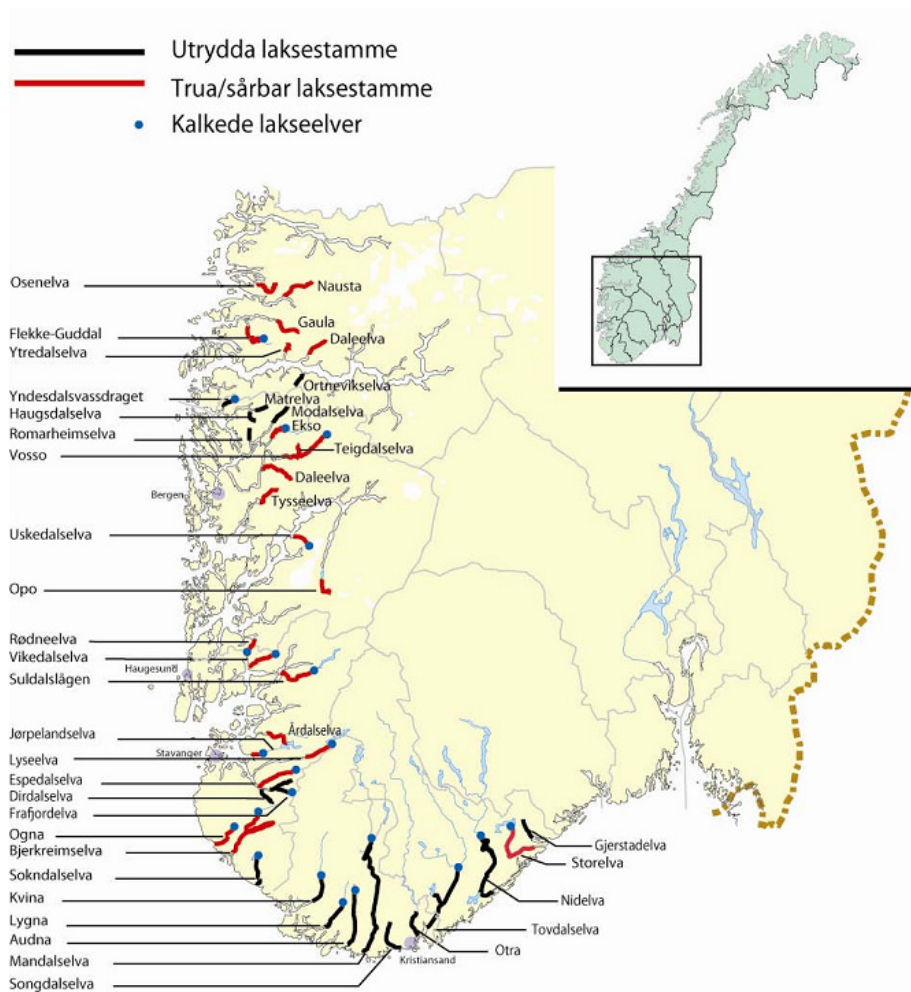 Utrydda laksestamme
Trua/sårbar laksestamme
Kalkede lakseelver
Osenelva
Nausta
Gaula
Flekke-Guddal
Daleelva
Ytredalselva
Ortnevikselva
Yndesdalsvassdraget
Matrelva
Haugsdalselva
Modalselva
Ekso
Romarheimselva
Teigdalselva
Vosso
Daleelva
Bergen
Tysseelva
Uskedalselva
Opo
Rødneelva
Vikedalselva
Haugesund
Suldalslågen
Jørpelandselva
Årdalselva
Stavanger
Lyseelva
Espedalselva
Dirdalselva
Frafjordelva
Ogna
Bjerkreimselva
Gjerstadelva
Storelva
Sokndalselva
Kvina
Nidelva
Lygna
Tovdalselva
Audna
Otra
Mandalselva
Kristiansand
Songdalselva